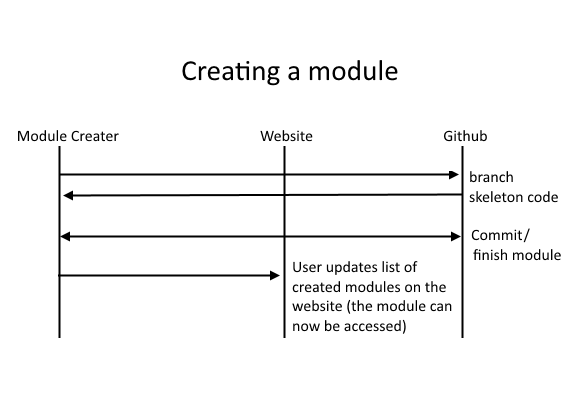 Creating a module
Module Creater
Website
Github
branch
skeleton code
Commit/
finish module
User updates list of
created modules on the
website (the module can
now be accessed)